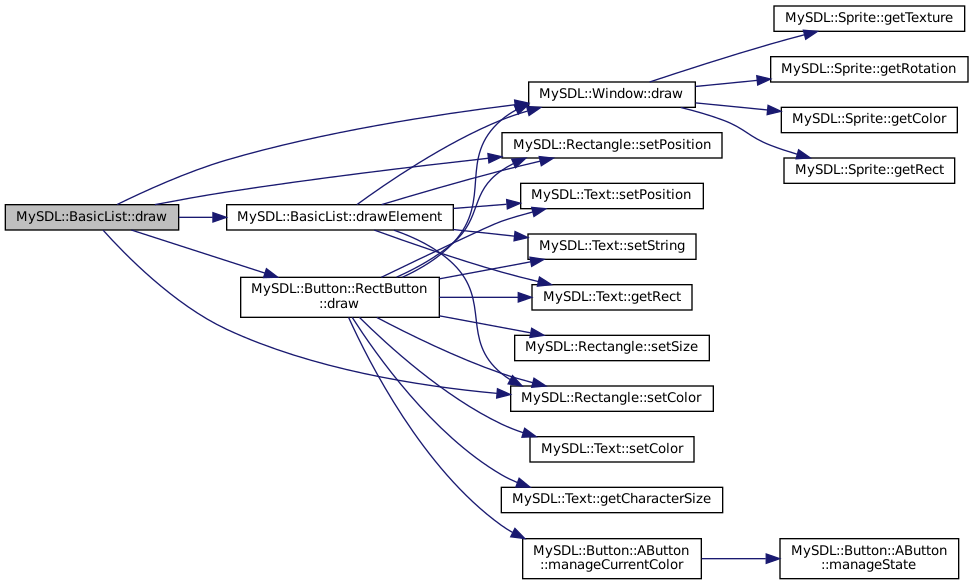 MySDL::BasicList::draw
MySDL::BasicList::drawElement
MySDL::Button::RectButton
::draw
MySDL::Window::draw
MySDL::Rectangle::setPosition
MySDL::Text::setPosition
MySDL::Text::setString
MySDL::Text::getRect
MySDL::Rectangle::setSize
MySDL::Rectangle::setColor
MySDL::Text::setColor
MySDL::Text::getCharacterSize
MySDL::Button::AButton
::manageCurrentColor
MySDL::Sprite::getTexture
MySDL::Sprite::getRotation
MySDL::Sprite::getColor
MySDL::Sprite::getRect
MySDL::Button::AButton
::manageState